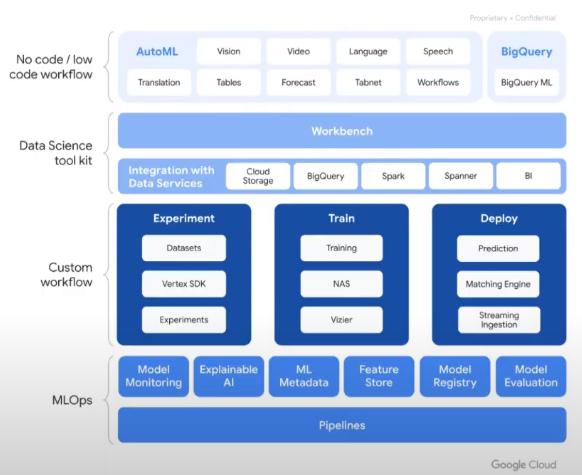 Proprietary + Confidential
No code / low
code workflow
AutoML
Vision
Video
Language
Speech
Translation
Tables
Forecast
Tabnet
Workflows
BigQuery
BigQuery ML
Data Science
tool kit
Workbench
Integration with
Data Services
Cloud
Storage
BigQuery
Spark
Spanner
BI
Custom
workflow
Experiment
Datasets
Vertex SDK
Experiments
Train
Training
NAS
Vizier
Deploy
Prediction
Matching Engine
Streaming
Ingestion
MLOps
Model
Monitoring
Explainable
AI
ML
Metadata
Feature
Store
Model
Registry
Model
Evaluation
Pipelines
Google Cloud